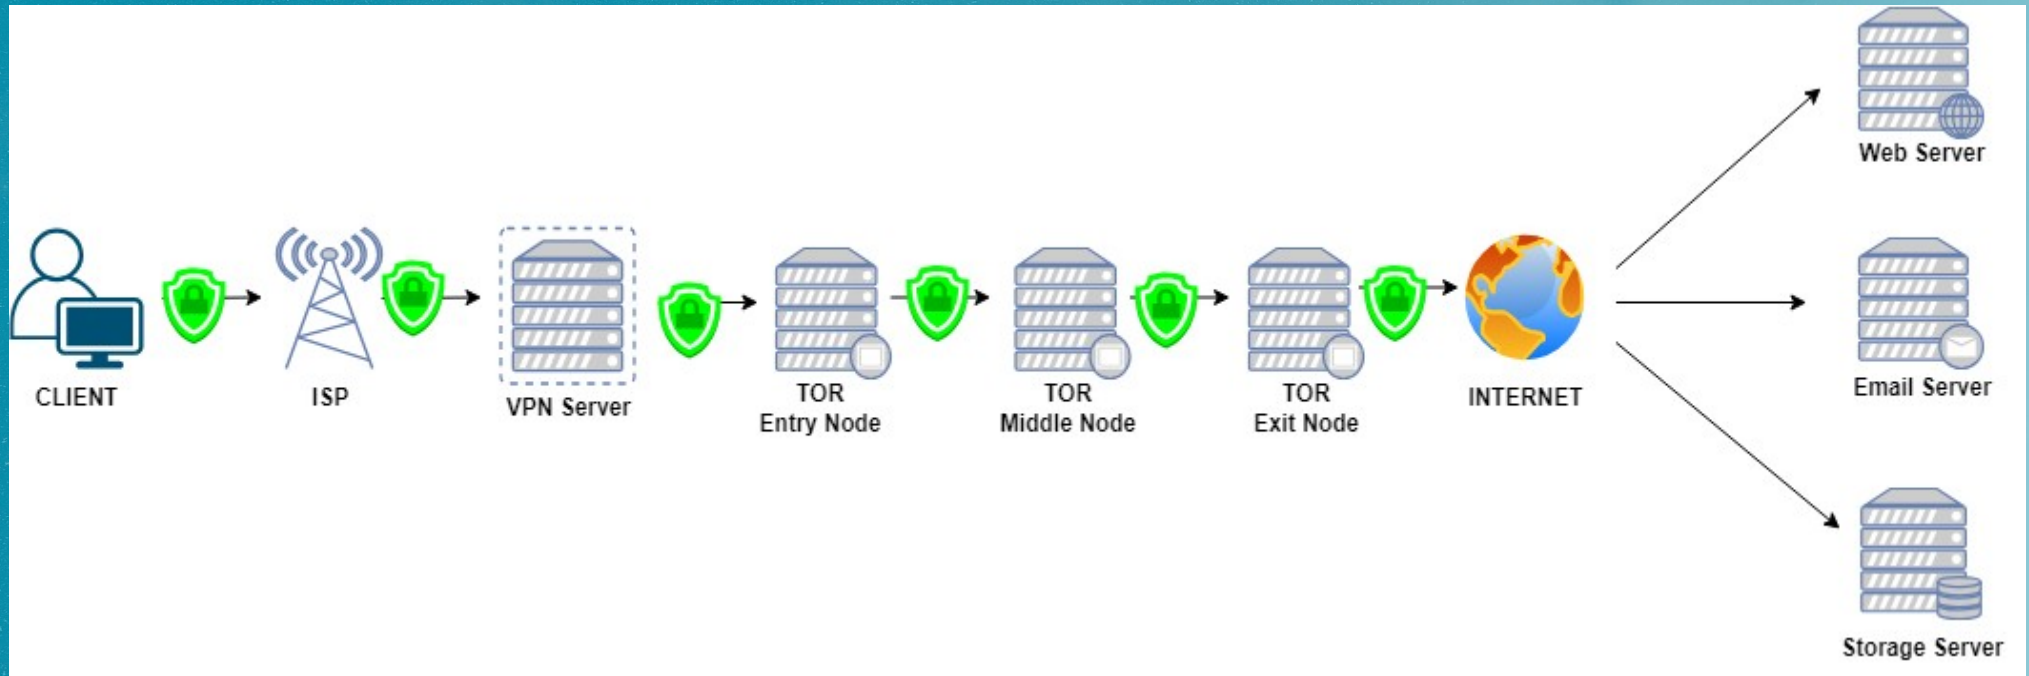 CLIENT
ISP
VPN Server
TOR
Entry Node
TOR
Middle Node
TOR
Exit Node
INTERNET
Web Server
Email Server
Storage Server